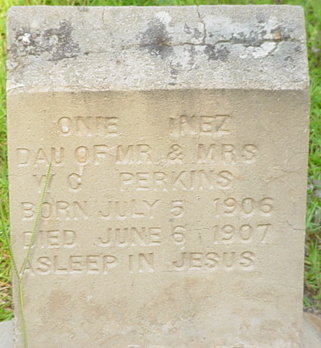 ONIE INEZ
DAU OF MR & MRS
W C PERKINS
BORN JULY 5 1906
DIED JUNE 6 1907
ASLEEP IN JESUS